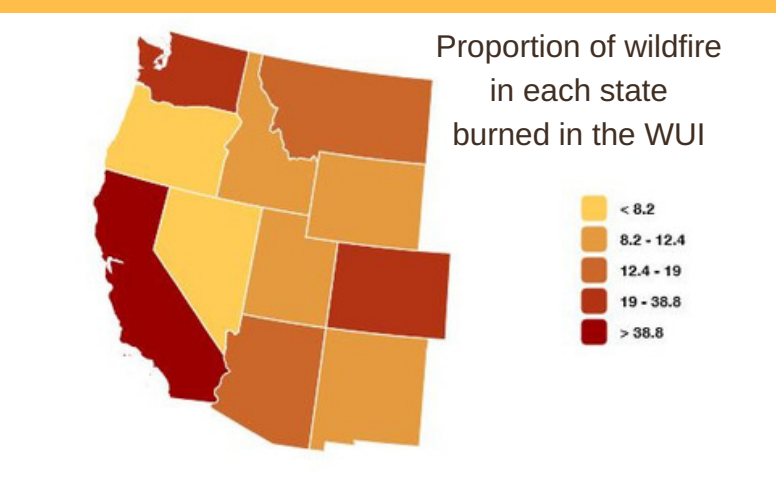 Proportion of wildfire
in each state
burned in the WUI
< 8.2
8.2 - 12.4
12.4 - 19
19 - 38.8
> 38.8